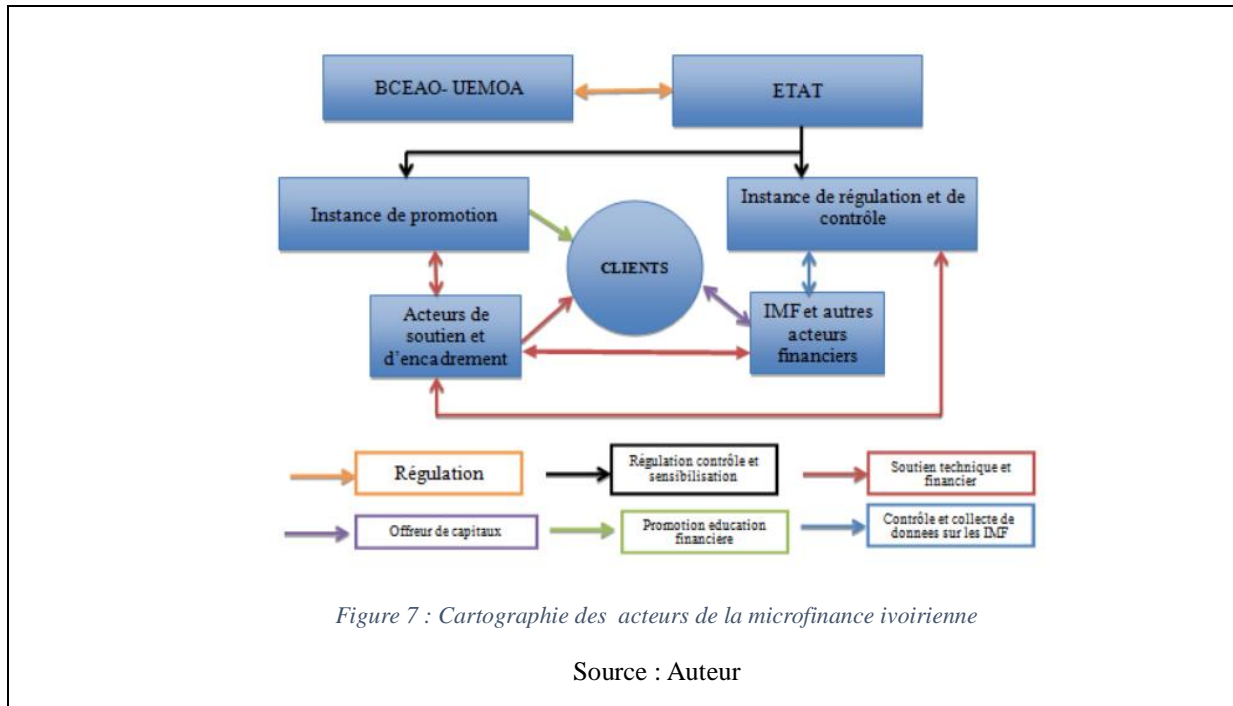 BCEAO- UEMOA
ETAT
Instance de promotion
Instance de régulation et de
contrôle
CLIENTS
Acteurs de
soutien et
d'encadrement
IMF et autres
acteurs
financiers
Régulation
Régulation contrôle et
sensibilisation
Soutien technique et
financier
Offreur de capitaux
Promotion education
financiere
Contrôle et collecte de
donnees sur les IMF
Figure 7 : Cartographie des acteurs de la microfinance ivoirienne
Source : Auteur